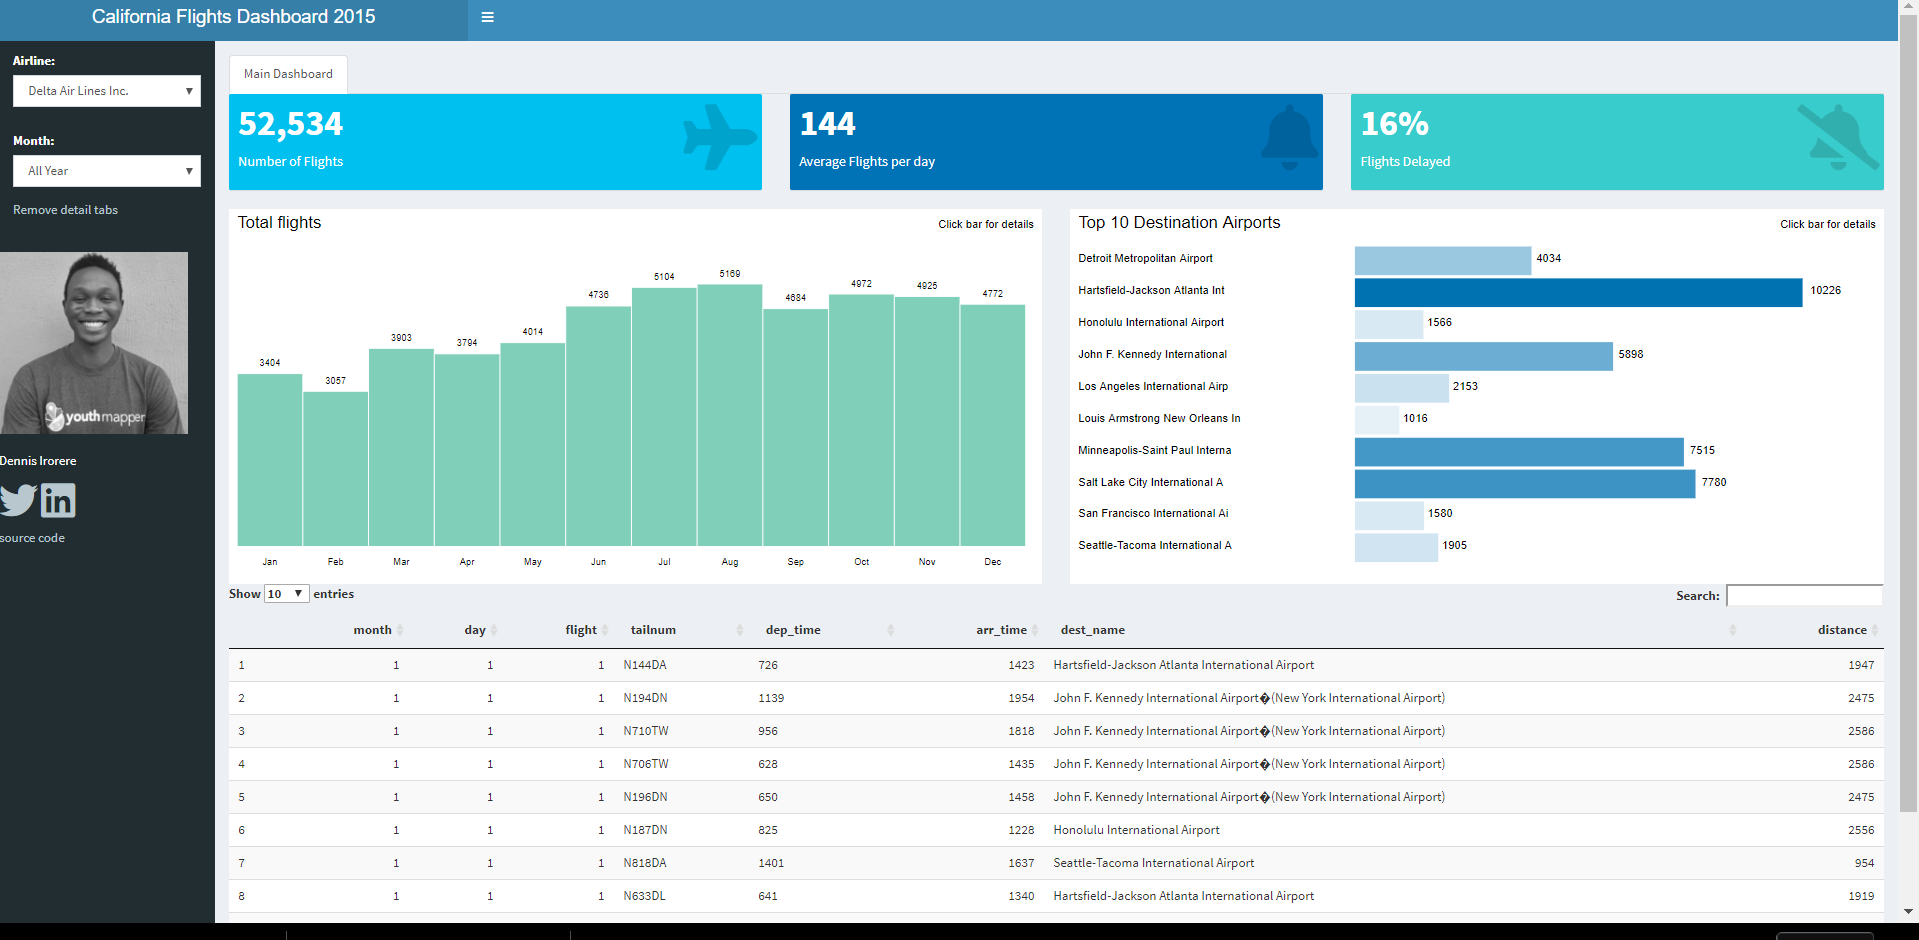 California Flights Dashboard 2015
Airline:
Delta Air Lines Inc.
Month:
All Year
Remove detail tabs
youthmapper
Dennis Irorere
source code
Main Dashboard
52,534
Number of Flights
144
Average Flights per day
16%
Flights Delayed
Total flights
Click bar for details
3404
3057
3903
3794
4014
4736
5104
5169
4684
4972
4925
4772
Jan Feb Mar Apr May Jun Jul Aug Sep Oct Nov Dec
Top 10 Destination Airports
Click bar for details
Detroit Metropolitan Airport 4034
Hartsfield-Jackson Atlanta Int 10226
Honolulu International Airport 1566
John F. Kennedy International 5898
Los Angeles International Airp 2153
Louis Armstrong New Orleans In 1016
Minneapolis-Saint Paul Interna 7515
Salt Lake City International A 7780
San Francisco International Ai 1580
Seattle-Tacoma International A 1905
Show 10 entries
Search:
month day flight tailnum dep_time arr_time dest_name distance
1 1 1 1 N144DA 726 1423 Hartsfield-Jackson Atlanta International Airport 1947
2 1 1 1 N194DN 1139 1954 John F. Kennedy International Airport�(New York International Airport) 2475
3 1 1 1 N710TW 956 1818 John F. Kennedy International Airport�(New York International Airport) 2586
4 1 1 1 N706TW 628 1435 John F. Kennedy International Airport�(New York International Airport) 2586
5 1 1 1 N196DN 650 1458 John F. Kennedy International Airport�(New York International Airport) 2475
6 1 1 1 N187DN 825 1228 Honolulu International Airport 2556
7 1 1 1 N818DA 1401 1637 Seattle-Tacoma International Airport 954
8 1 1 1 N633DL 641 1340 Hartsfield-Jackson Atlanta International Airport 1919